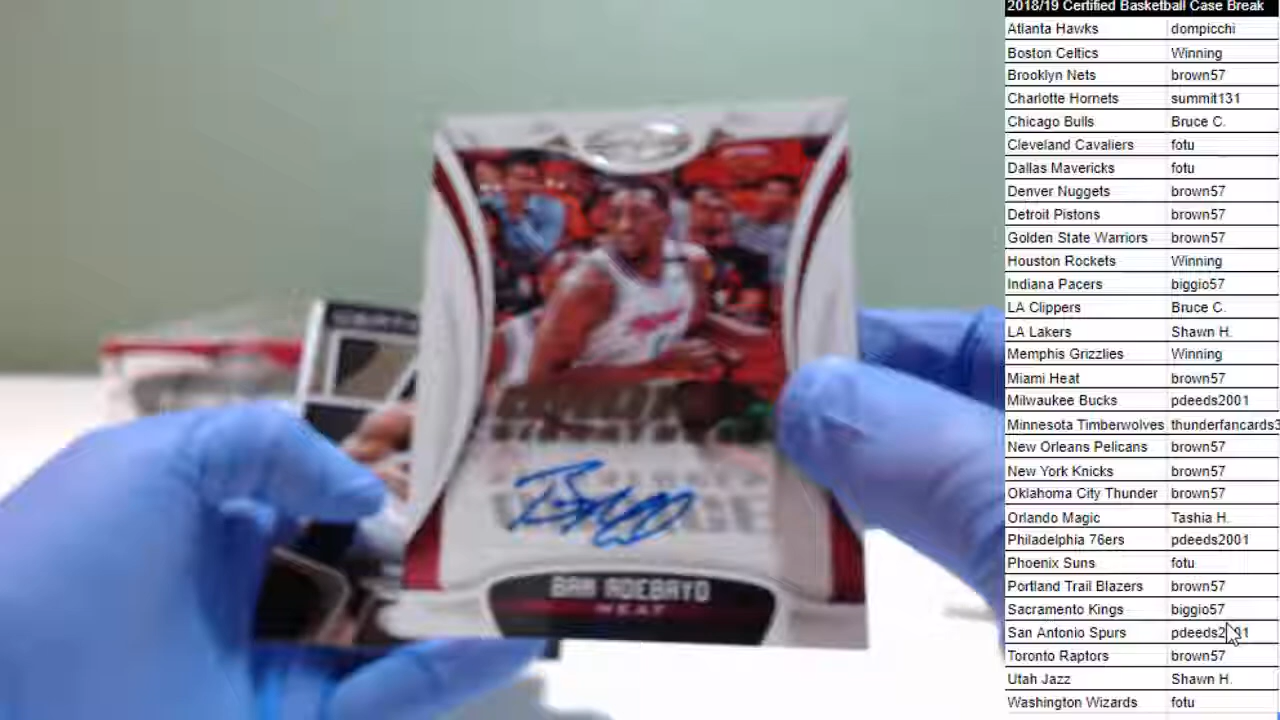 BAM ADEBAYO
HEAT
2018/19 Certified Basketball Case Break
Atlanta Hawks dompicchi
Boston Celtics Winning
Brooklyn Nets brown57
Charlotte Hornets summit131
Chicago Bulls Bruce C.
Cleveland Cavaliers fotu
Dallas Mavericks fotu
Denver Nuggets brown57
Detroit Pistons brown57
Golden State Warriors brown57
Houston Rockets Winning
Indiana Pacers biggio57
LA Clippers Bruce C.
LA Lakers Shawn H.
Memphis Grizzlies Winning
Miami Heat brown57
Milwaukee Bucks pdeeds2001
Minnesota Timberwolves thunderfancards3
New Orleans Pelicans brown57
New York Knicks brown57
Oklahoma City Thunder brown57
Orlando Magic Tashia H.
Philadelphia 76ers pdeeds2001
Phoenix Suns fotu
Portland Trail Blazers brown57
Sacramento Kings biggio57
San Antonio Spurs pdeeds2001
Toronto Raptors brown57
Utah Jazz Shawn H.
Washington Wizards fotu